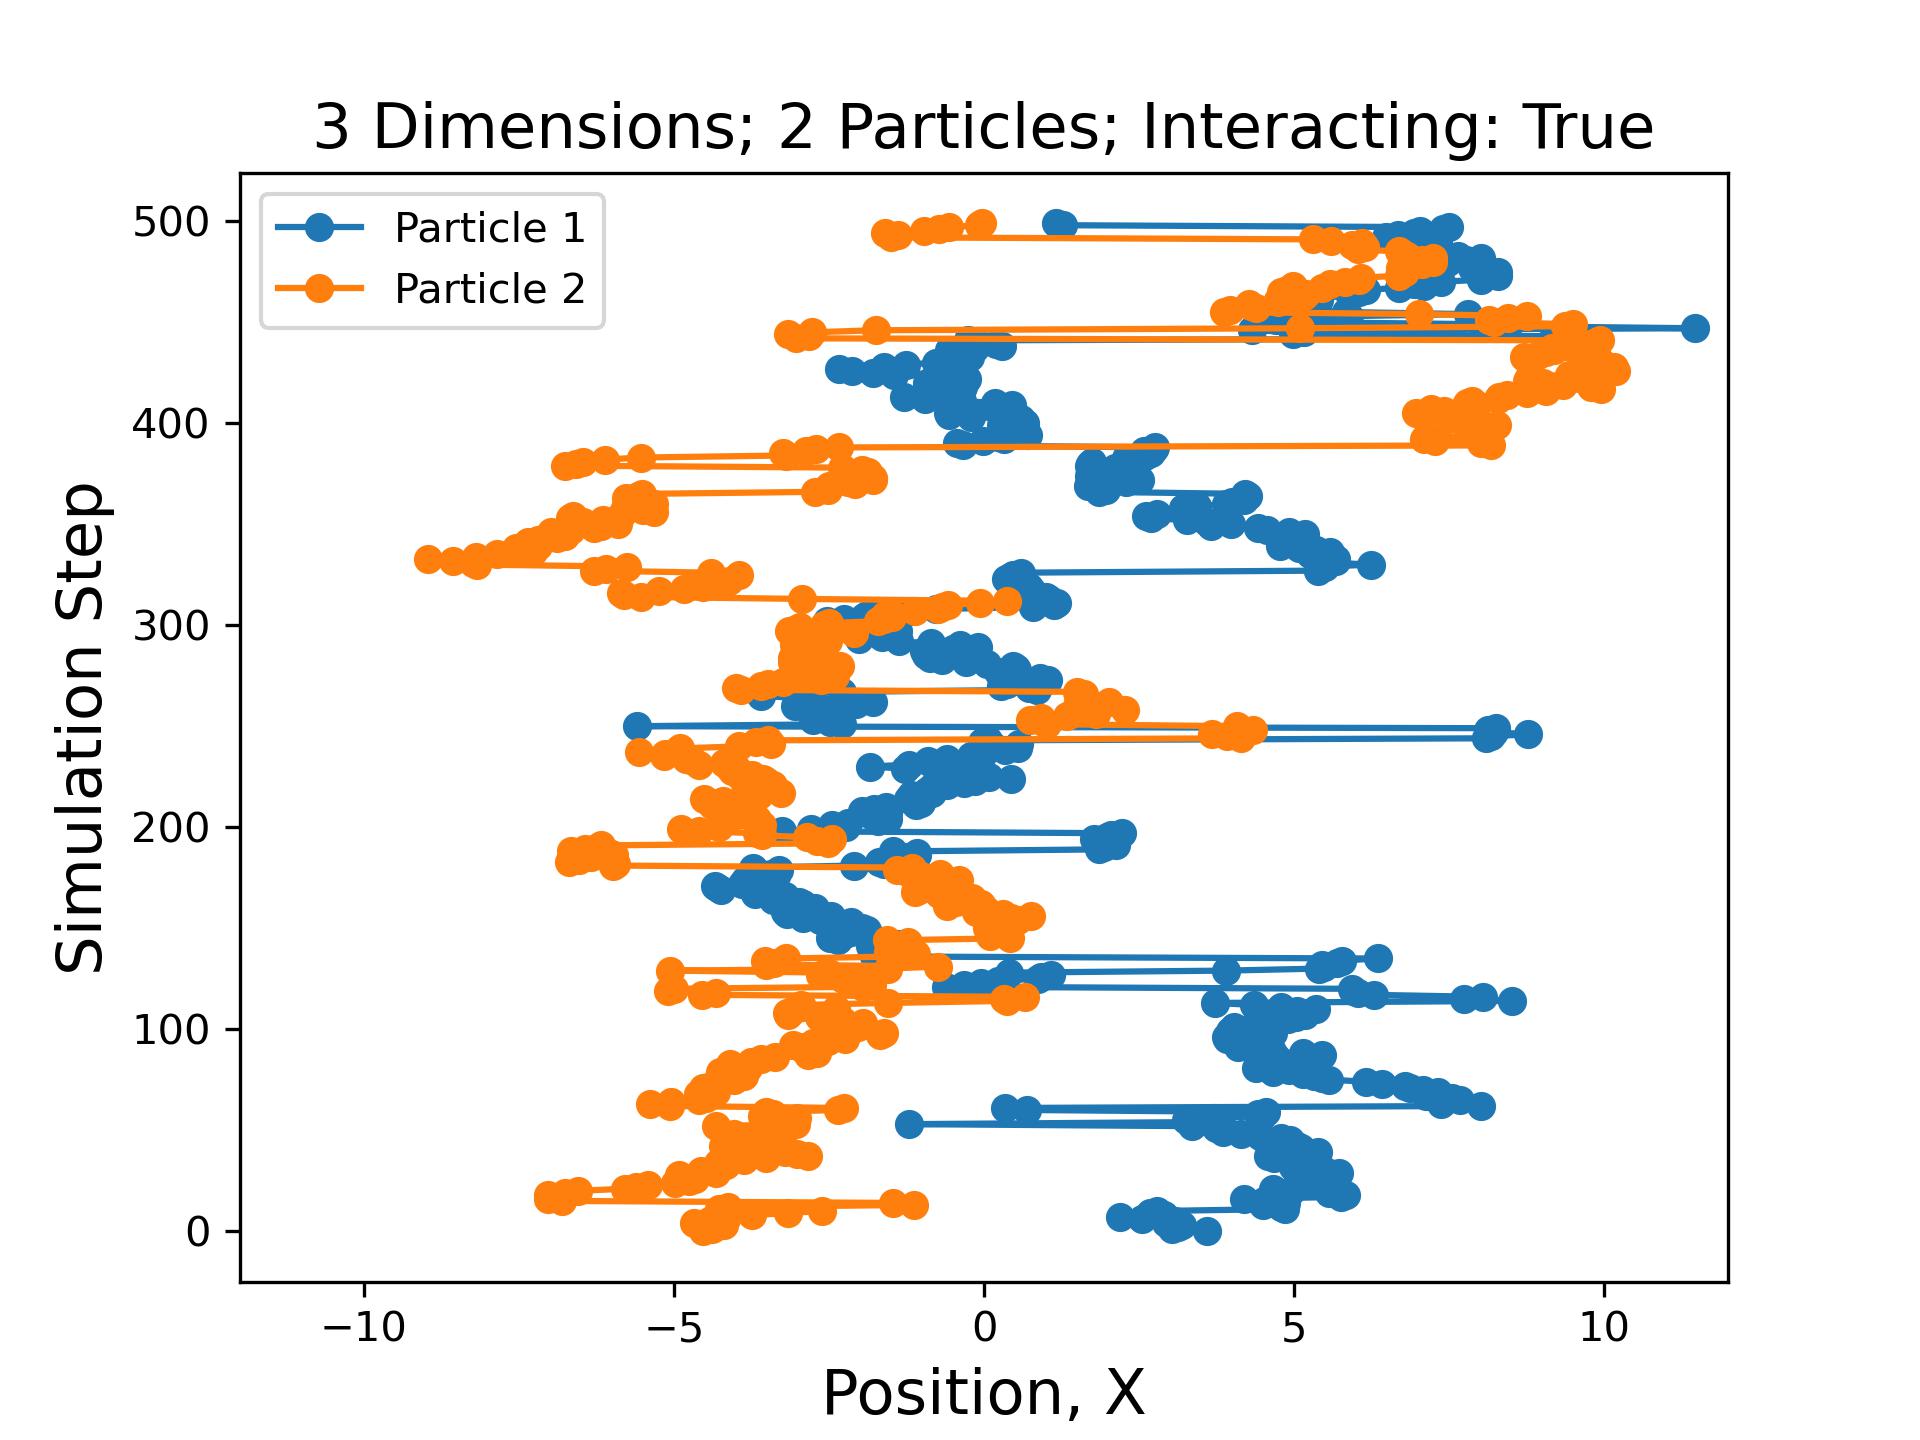 3 Dimensions; 2 Particles; Interacting: True
Particle 1
Particle 2
500
400
300
200
100
0
Simulation Step
−10 −5 0 5 10
Position, X